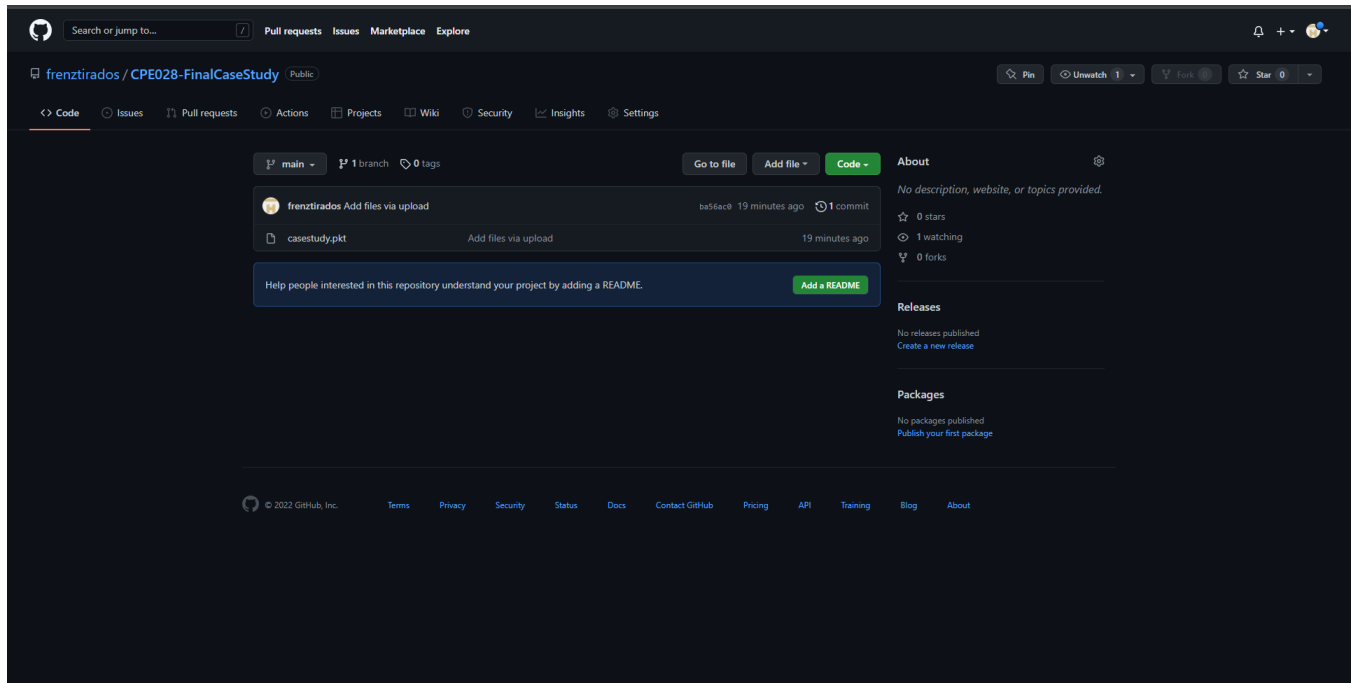 Search or jump to... /
Pull requests Issues Marketplace Explore
frenztirados / CPE028-FinalCaseStudy Public
Pin Unwatch 1 Fork 0 Star 0
<> Code Issues Pull requests Actions Projects Wiki Security Insights Settings
main 1 branch 0 tags Go to file Add file Code
frenztirados Add files via upload ba56ac0 19 minutes ago 1 commit
casestudy.pkt Add files via upload 19 minutes ago
Help people interested in this repository understand your project by adding a README. Add a README
About
No description, website, or topics provided.
0 stars
1 watching
0 forks
Releases
No releases published
Create a new release
Packages
No packages published
Publish your first package
© 2022 GitHub, Inc. Terms Privacy Security Status Docs Contact GitHub Pricing API Training Blog About